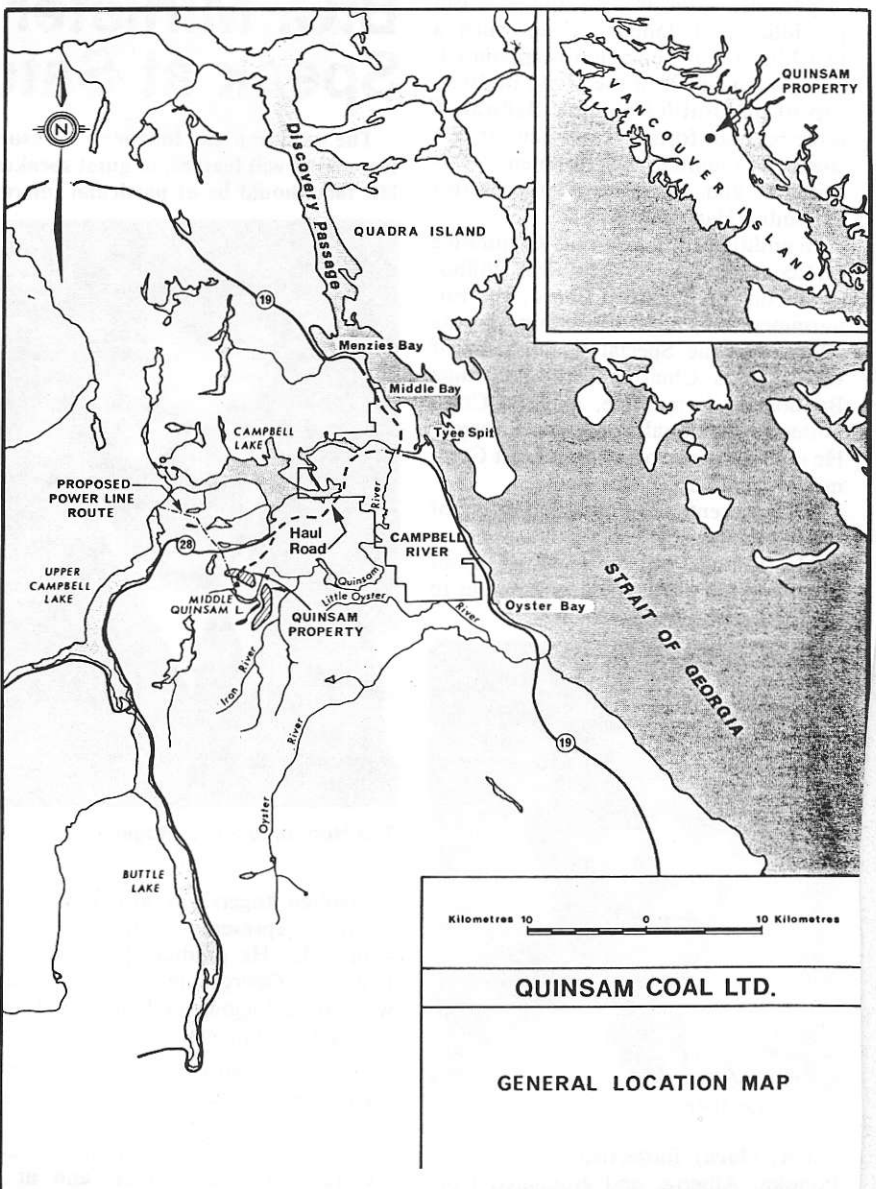 N
Discovery Passage
QUADRA ISLAND
VANCOUVER ISLAND
QUINSAM
PROPERTY
19
Menzies Bay
Middle Bay
CAMPBELL
LAKE
Tyee Spit
PROPOSED
POWER LINE
ROUTE
River
28
Haul
Road
CAMPBELL
RIVER
UPPER
CAMPBELL
LAKE
MIDDLE
QUINSAM L.
Quinsam
Little Oyster
River
QUINSAM
PROPERTY
Oyster Bay
STRAIT OF GEORGIA
Iron River
Oyster River
19
BUTTLE
LAKE
Kilometres 10 0 10 Kilometres
QUINSAM COAL LTD.
GENERAL LOCATION MAP